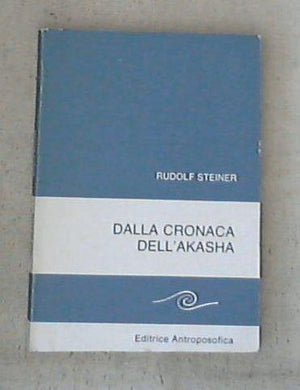 RUDOLF STEINER
DALLA CRONACA
DELL'AKASHA
Editrice Antroposofica